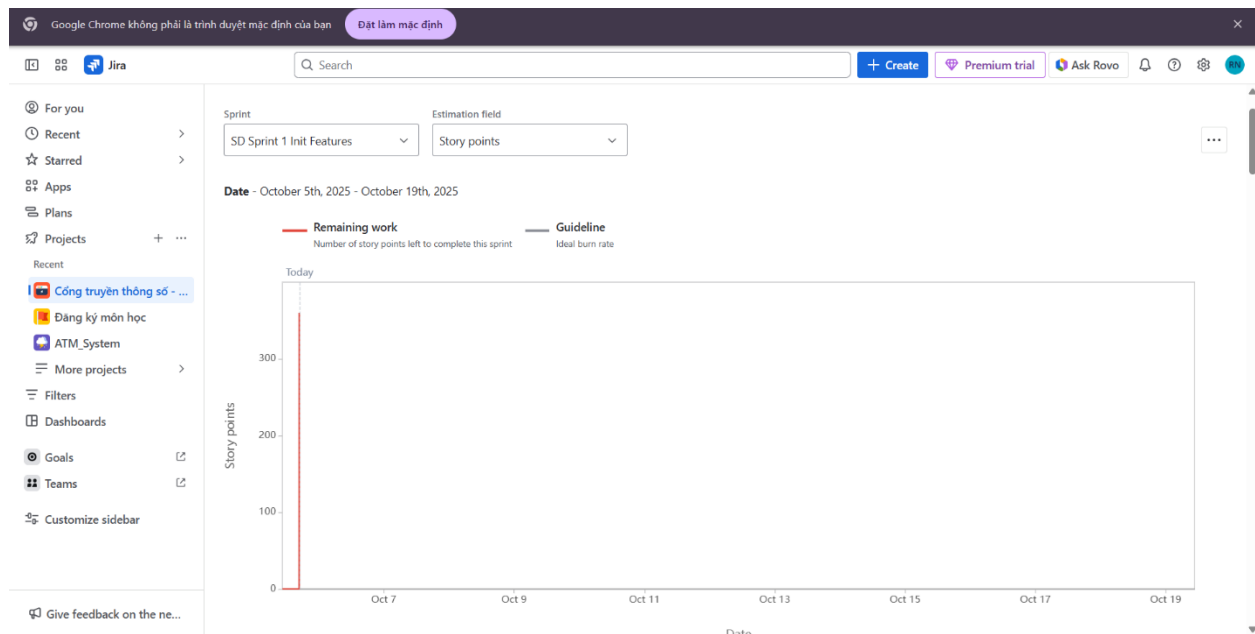 Google Chrome không phải là trình duyệt mặc định của bạn Đặt làm mặc định
Jira
Search
+ Create
Premium trial
Ask Rovo
RN
For you
Recent
Starred
Apps
Plans
Projects
Recent
Cổng truyền thông số - ...
Đăng ký môn học
ATM_System
More projects
Filters
Dashboards
Goals
Teams
Customize sidebar
Give feedback on the ne...
Sprint
SD Sprint 1 Init Features
Estimation field
Story points
Date - October 5th, 2025 - October 19th, 2025
Remaining work
Number of story points left to complete this sprint
Guideline
Ideal burn rate
Today
Story points
300
200
100
0
Oct 7 Oct 9 Oct 11 Oct 13 Oct 15 Oct 17 Oct 19
Date